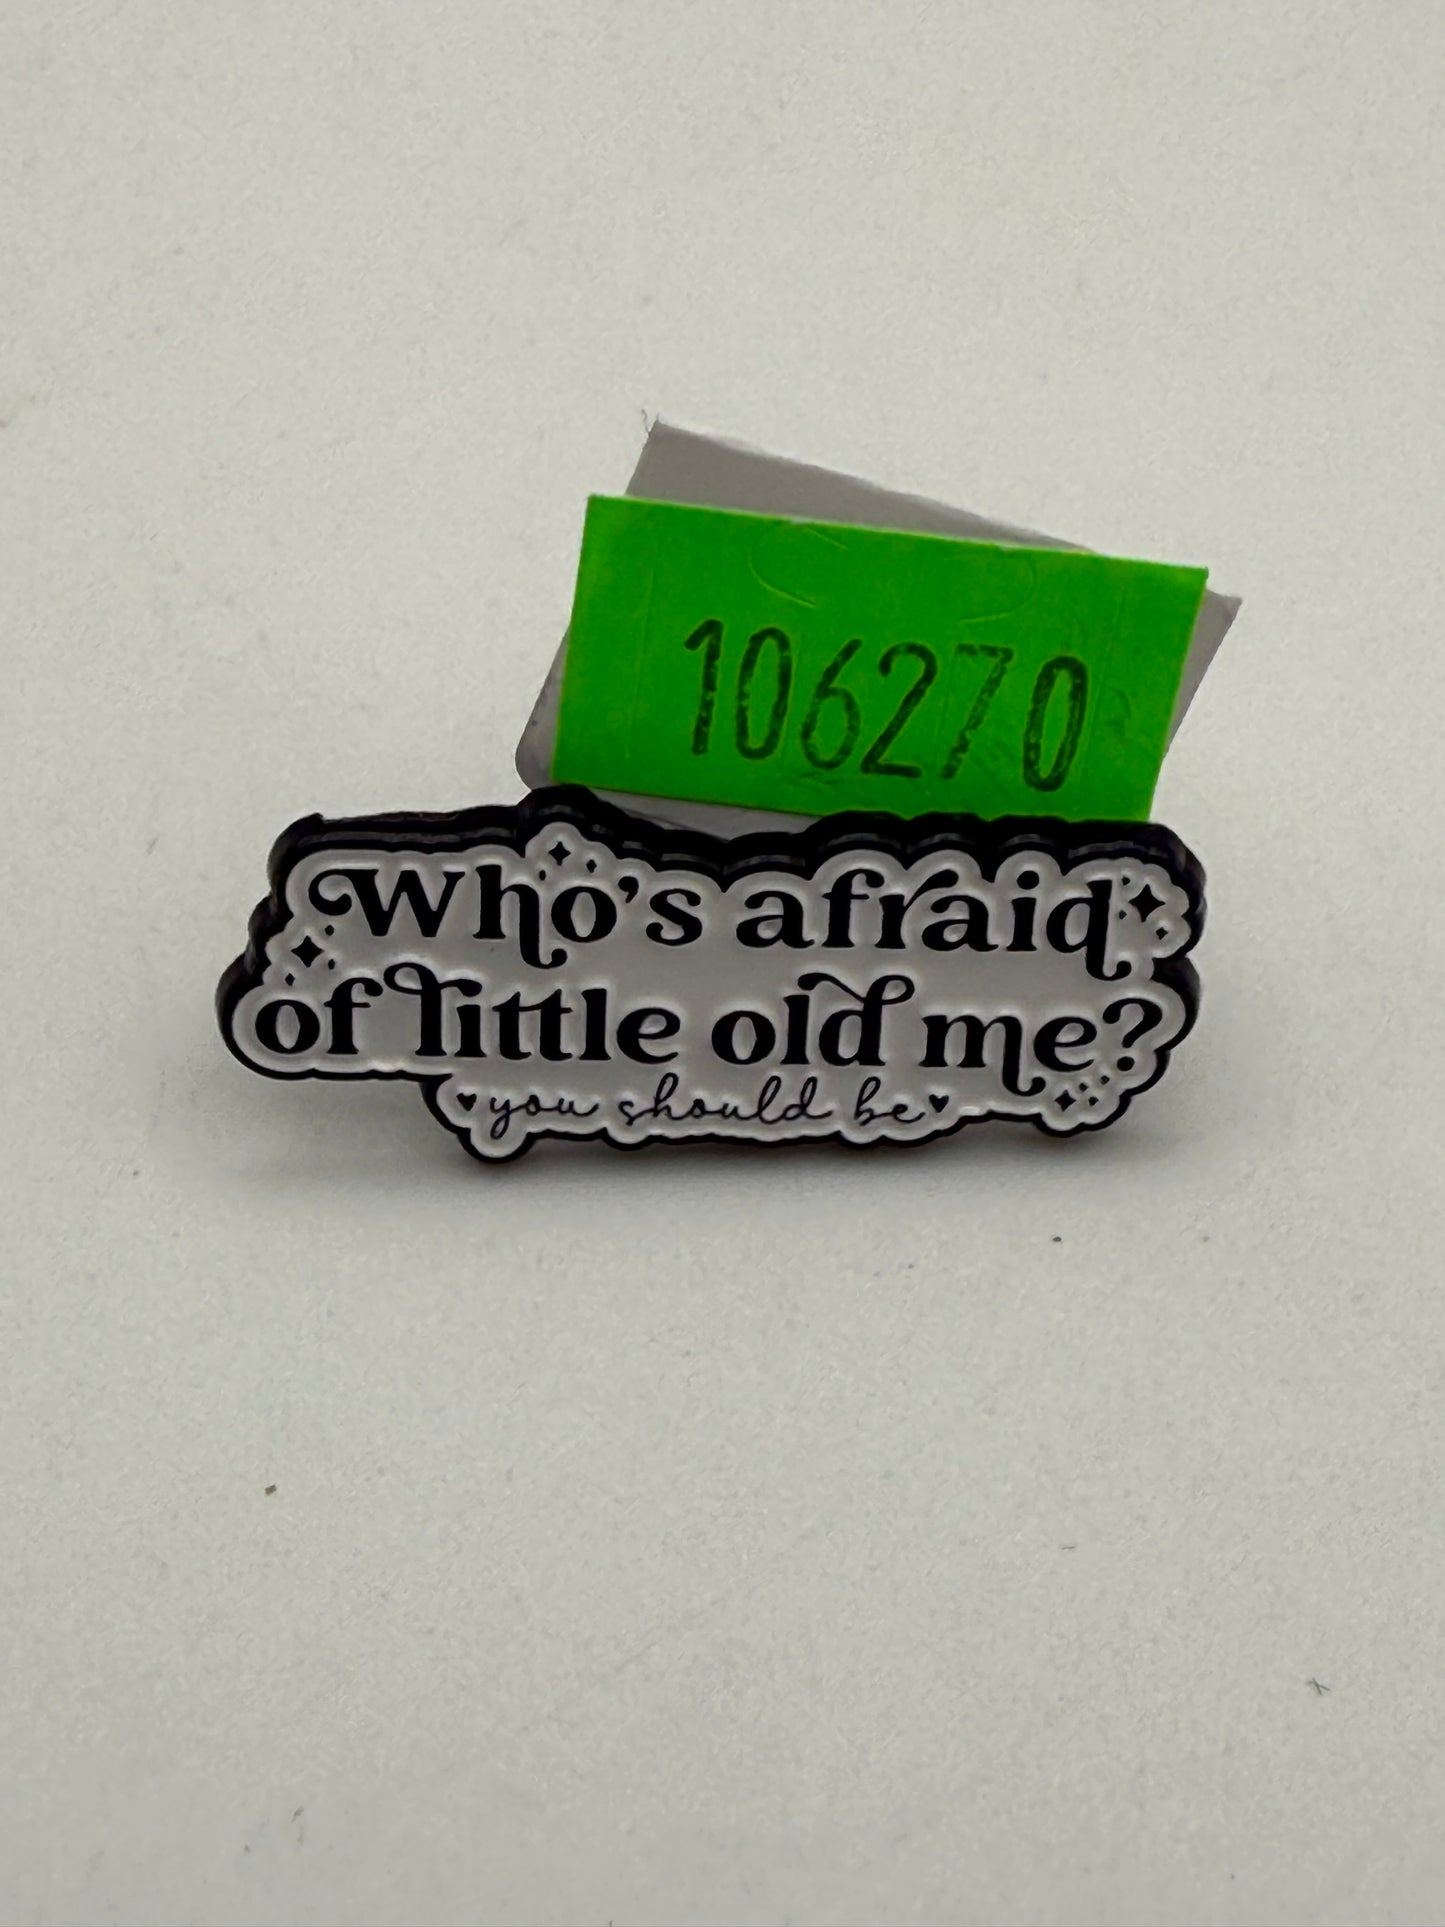 106270
Who's afraid
of little old me?
you should be